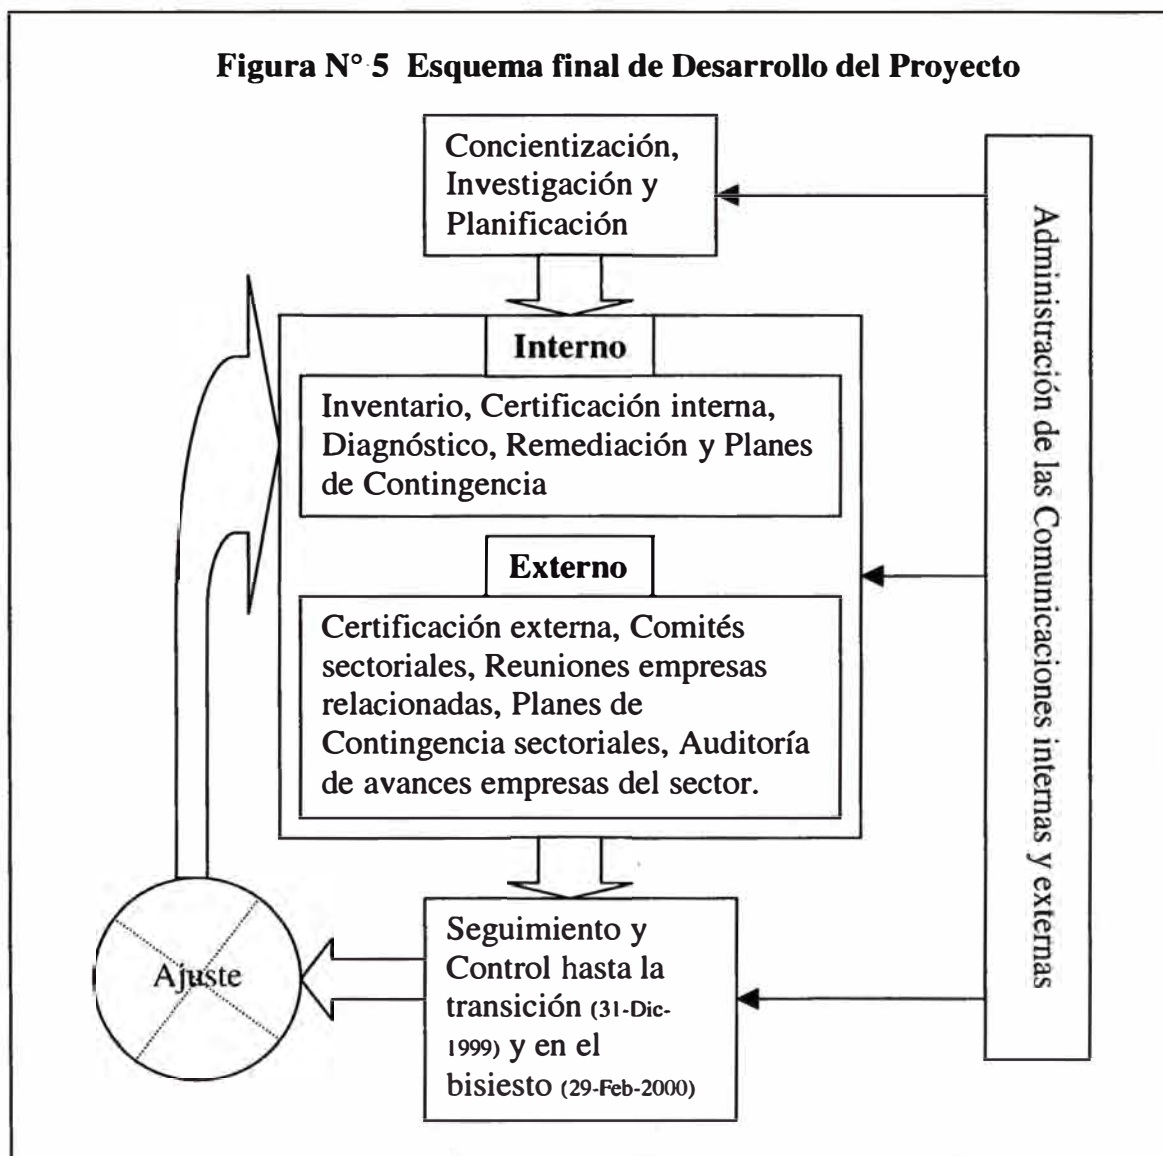 Figura N° 5 Esquema final de Desarrollo del Proyecto
Concientización,
Investigación y
Planificación
Interno
Inventario, Certificación interna,
Diagnóstico, Remediación y Planes
de Contingencia
Externo
Certificación externa, Comités
sectoriales, Reuniones empresas
relacionadas, Planes de
Contingencia sectoriales, Auditoría
de avances empresas del sector.
Seguimiento y
Control hasta la
transición (31-Dic-
1999) y en el
bisiesto (29-Feb-2000)
Ajuste
Administración de las Comunicaciones internas y externas